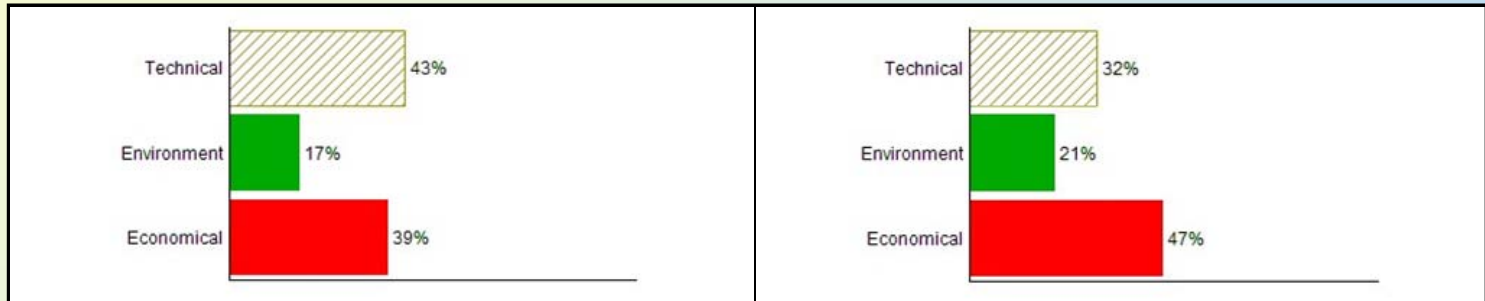 Technical 43%
Environment 17%
Economical 39%
Technical 32%
Environment 21%
Economical 47%